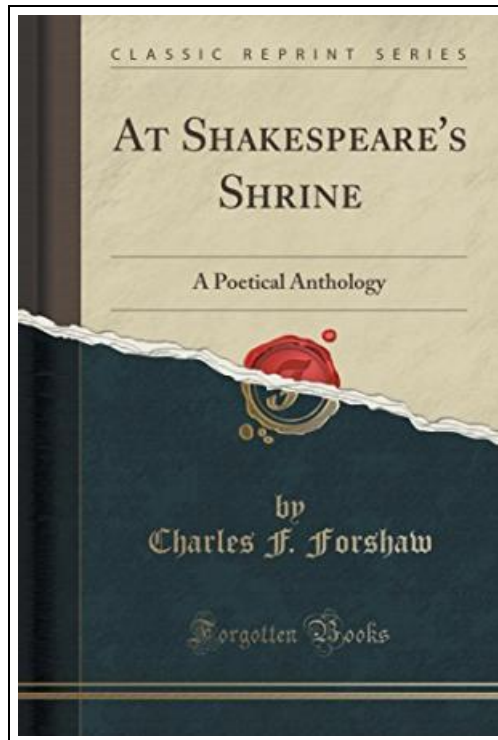 CLASSIC REPRINT SERIES
AT SHAKESPEARE'S
SHRINE
A Poetical Anthology
by
Charles F. Forshaw
Forgotten Books